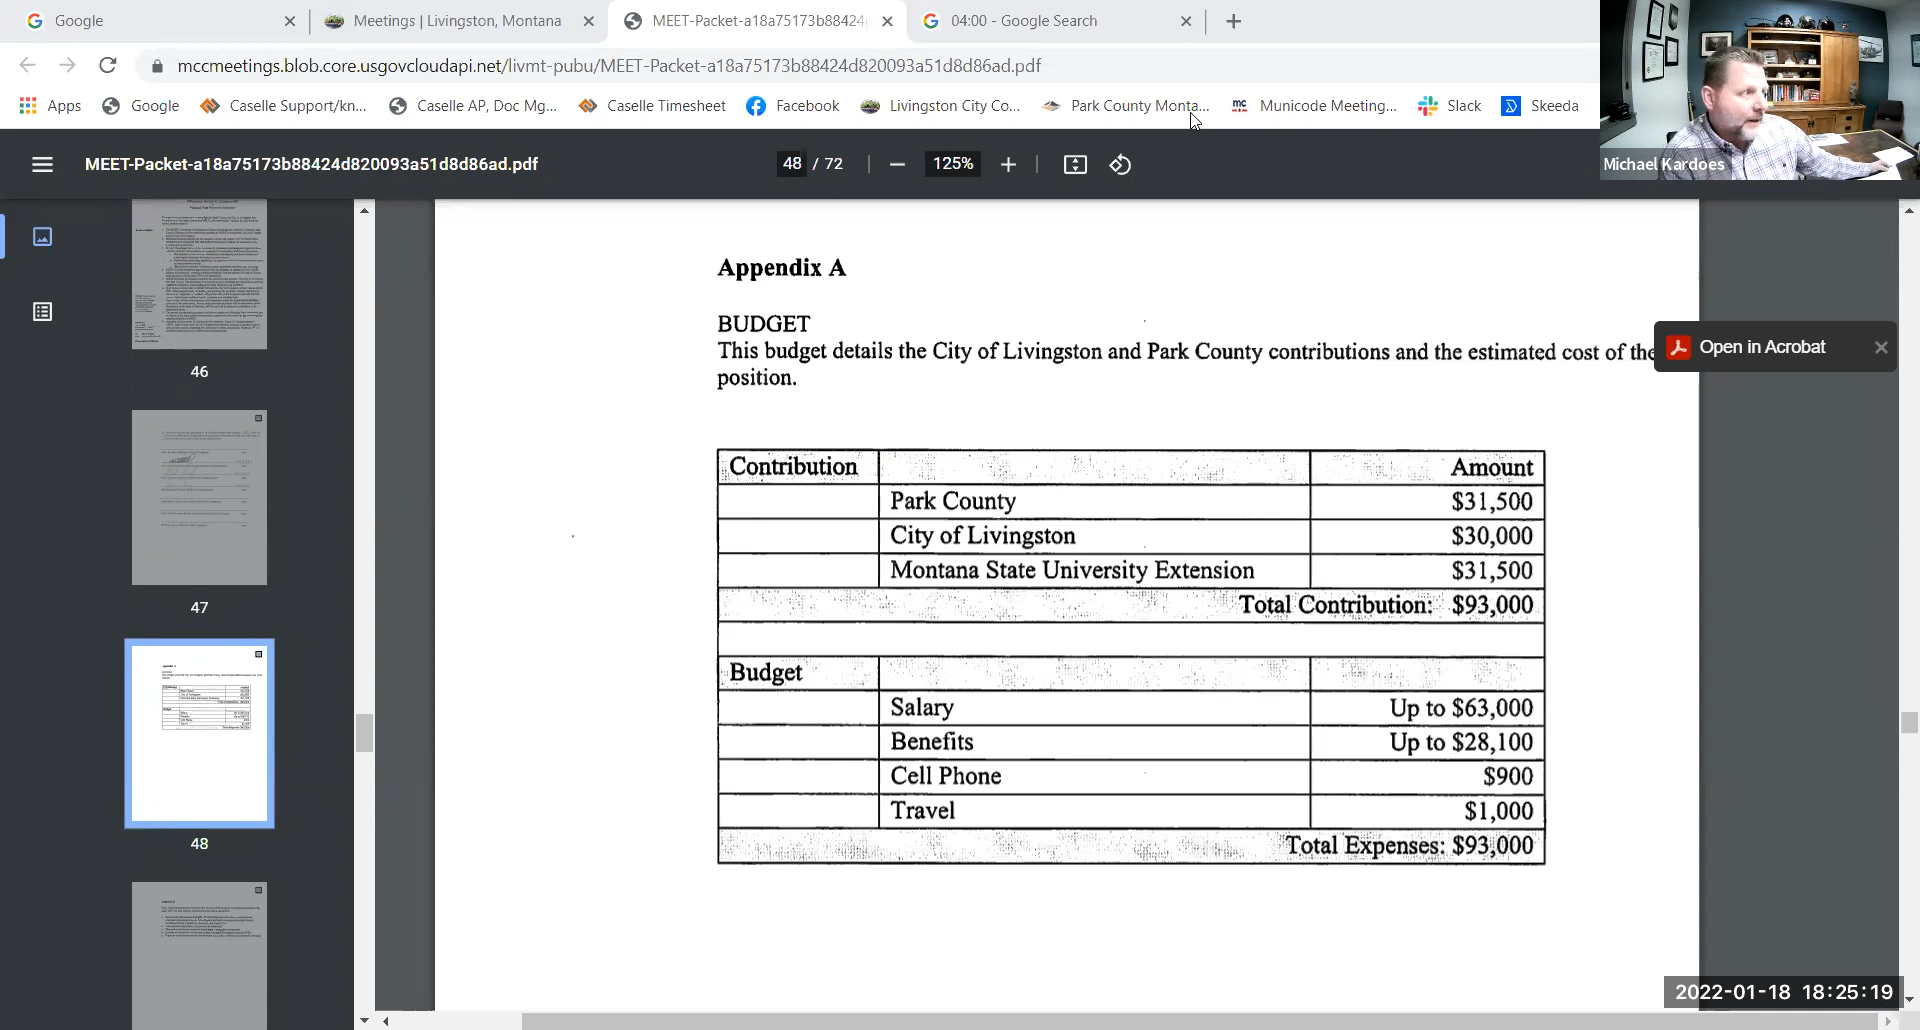 Google
Meetings | Livingston, Montana
MEET-Packet-a18a75173b88424
04:00 - Google Search
mccmeetings.blob.core.usgovcloudapi.net/livmt-pubu/MEET-Packet-a18a75173b88424d820093a51d8d86ad.pdf
Apps
Google
Caselle Support/kn...
Caselle AP, Doc Mg...
Caselle Timesheet
Facebook
Livingston City Co...
Park County Monta...
Municode Meeting...
Slack
Skeeda
Michael Kardoes
MEET-Packet-a18a75173b88424d820093a51d8d86ad.pdf
48 / 72
125%
Open in Acrobat
46
47
48
Appendix A
BUDGET
This budget details the City of Livingston and Park County contributions and the estimated cost of the
position.
Contribution Amount
Park County $31,500
City of Livingston $30,000
Montana State University Extension $31,500
Total Contribution: $93,000
Budget
Salary Up to $63,000
Benefits Up to $28,100
Cell Phone $900
Travel $1,000
Total Expenses: $93,000
2022-01-18 18:25:19